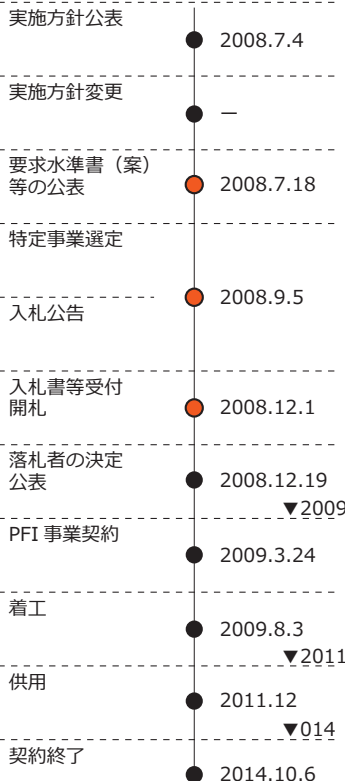 実施方針公表
2008.7.4
実施方針変更
－
要求水準書（案）
等の公表
2008.7.18
特定事業選定
2008.9.5
入札公告
入札書等受付
開札
2008.12.1
落札者の決定
公表
2008.12.19
▼2009
PFI 事業契約
2009.3.24
着工
2009.8.3
▼2011
供用
2011.12
▼014
契約終了
2014.10.6